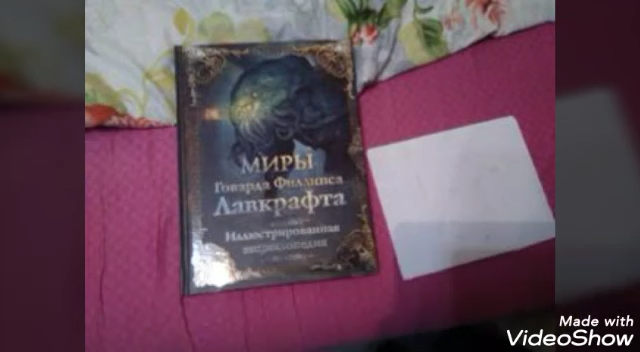 МИРЫ
Говарда Филлипса
Лавкрафта
Иллюстрированная
энциклопедия
Made with
VideoShow